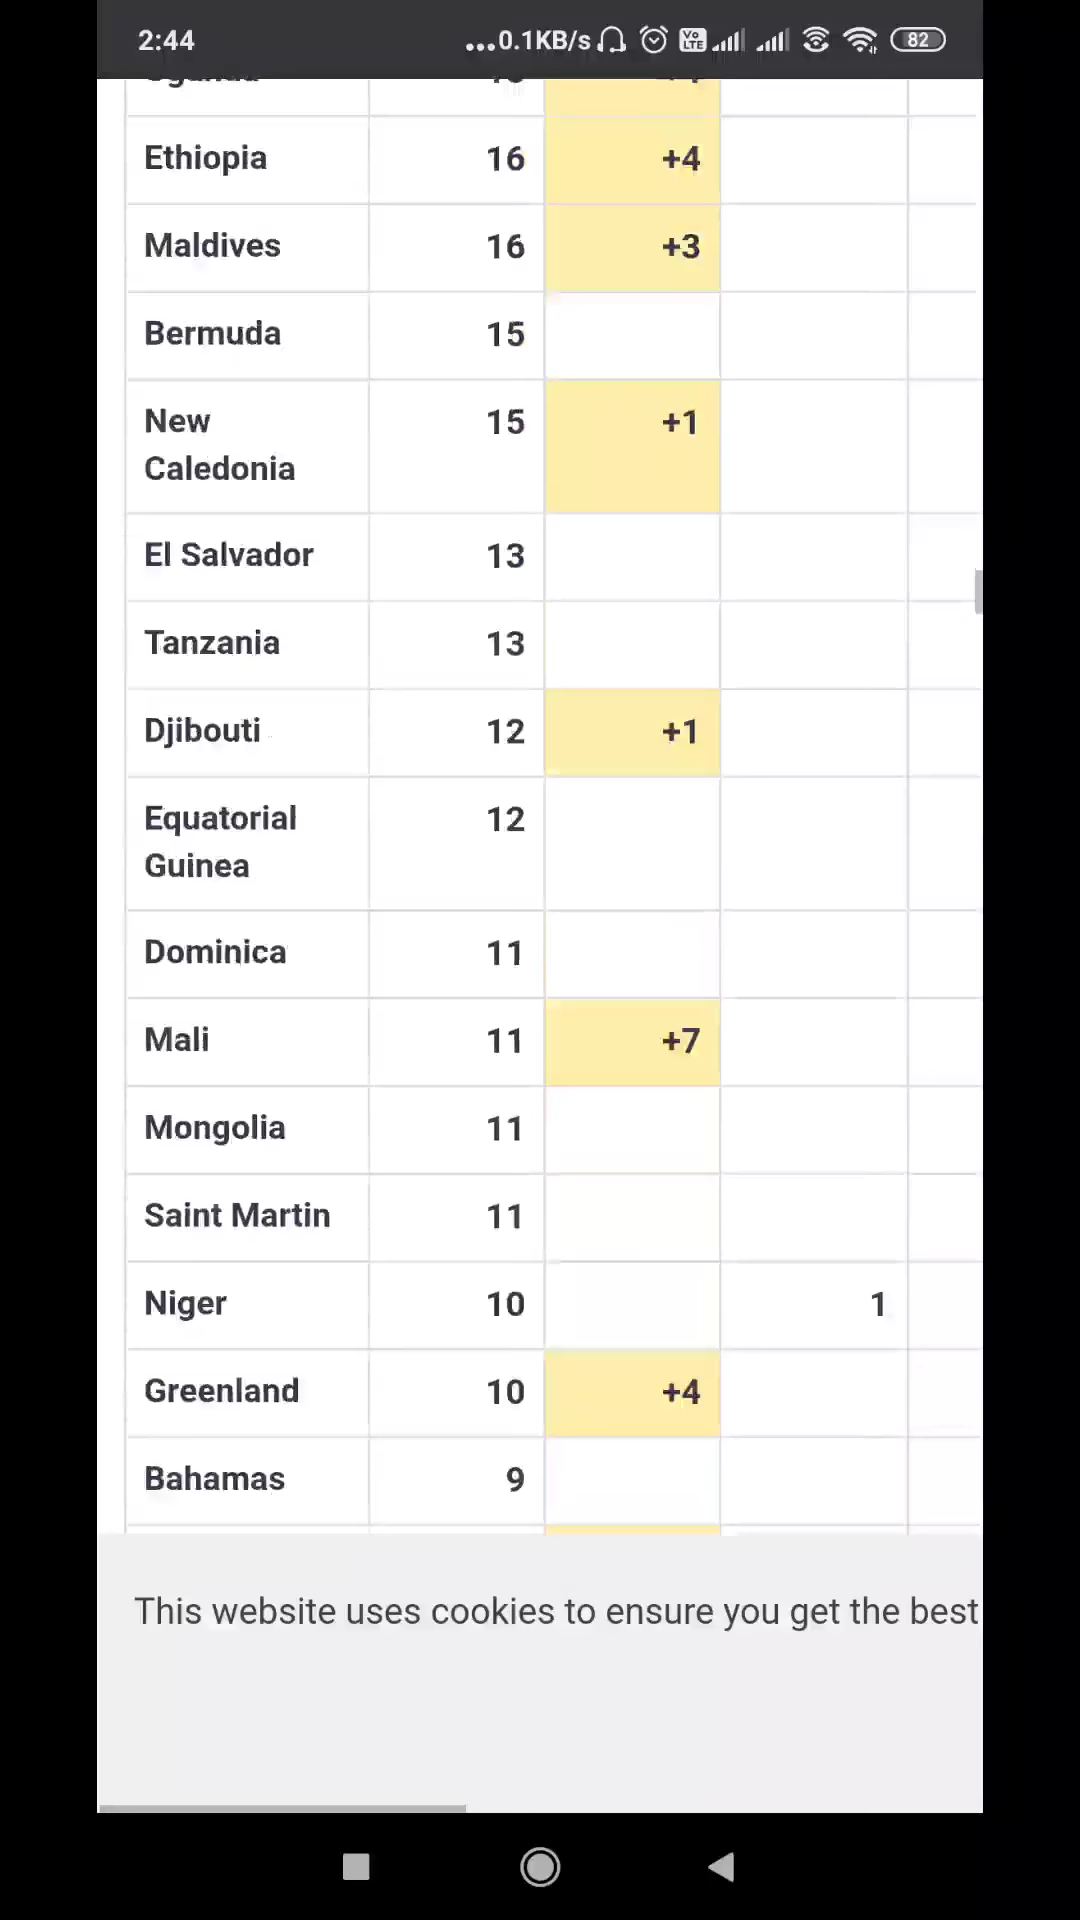 2:44 ...0.1KB/s Vo LTE 82
Ethiopia 16 +4
Maldives 16 +3
Bermuda 15
New 15 +1
Caledonia
El Salvador 13
Tanzania 13
Djibouti 12 +1
Equatorial 12
Guinea
Dominica 11
Mali 11 +7
Mongolia 11
Saint Martin 11
Niger 10 1
Greenland 10 +4
Bahamas 9
This website uses cookies to ensure you get the best